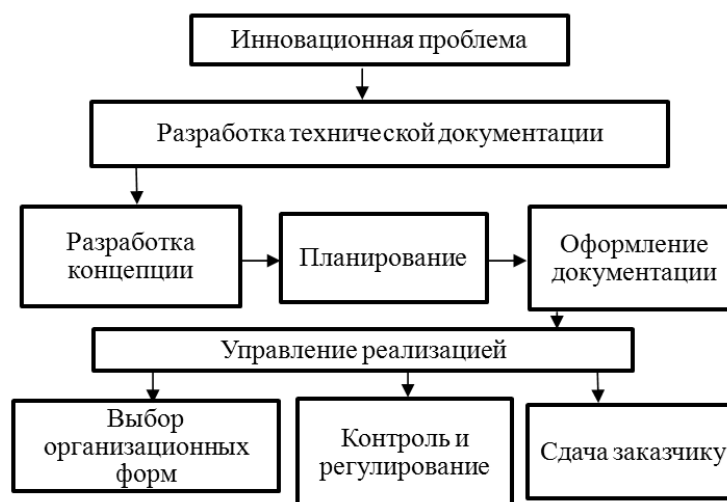 Инновационная проблема
Разработка технической документации
Разработка
концепции
Планирование
Оформление
документации
Управление реализацией
Выбор
организационных
форм
Контроль и
регулирование
Сдача заказчику